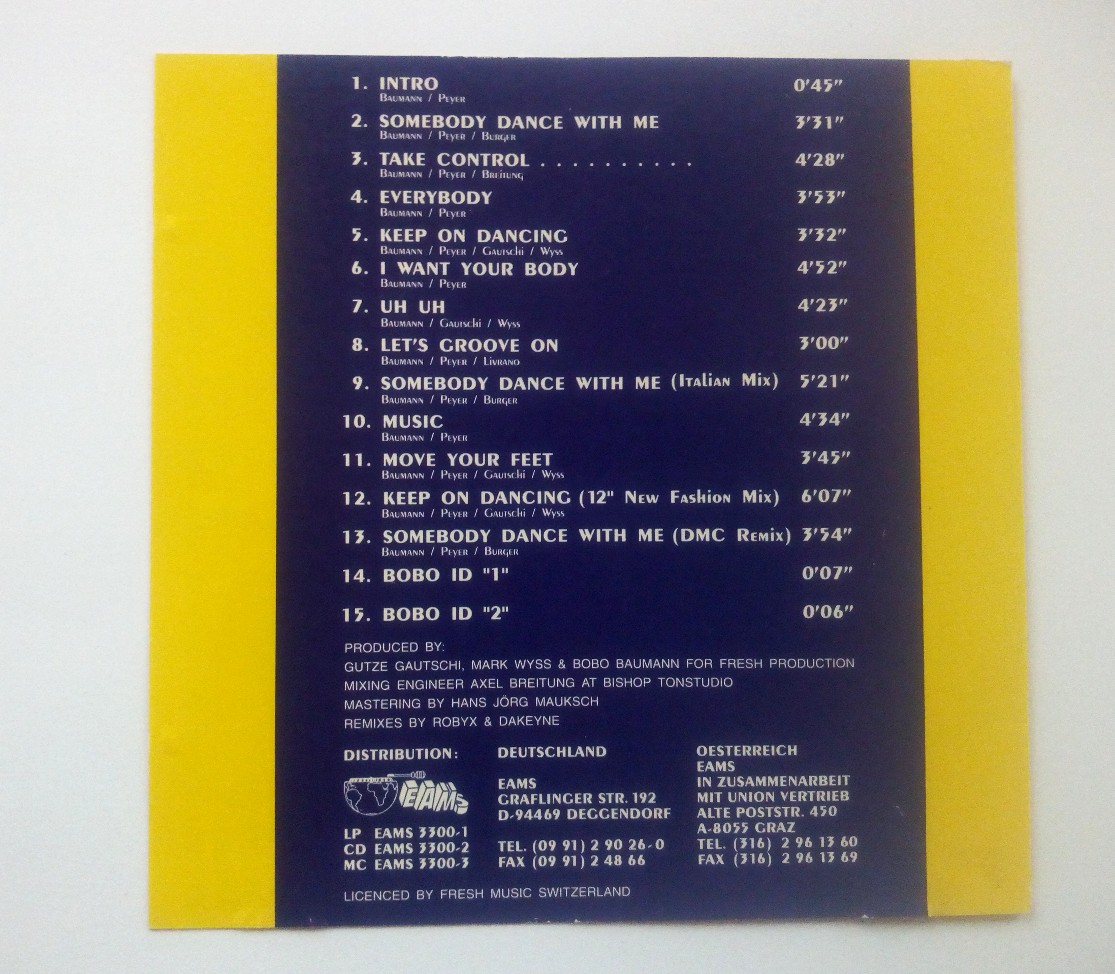 1. INTRO 0'45"
BAUMANN / PEYER
2. SOMEBODY DANCE WITH ME 3'31"
BAUMANN / PEYER / BURGER
3. TAKE CONTROL . . . . . . . . . . 4'28"
BAUMANN / PEYER / BREITUNG
4. EVERYBODY 3'53"
BAUMANN / PEYER
5. KEEP ON DANCING 3'32"
BAUMANN / PEYER / GAUTSCHI / WYSS
6. I WANT YOUR BODY 4'52"
BAUMANN / PEYER
7. UH UH 4'23"
BAUMANN / GAUTSCHI / WYSS
8. LET'S GROOVE ON 3'00"
BAUMANN / PEYER / LIVRANO
9. SOMEBODY DANCE WITH ME (ITALIAN MIX) 5'21"
BAUMANN / PEYER / BURGER
10. MUSIC 4'34"
BAUMANN / PEYER
11. MOVE YOUR FEET 3'45"
BAUMANN / PEYER / GAUTSCHI / WYSS
12. KEEP ON DANCING (12" NEW FASHION MIX) 6'07"
BAUMANN / PEYER / GAUTSCHI / WYSS
13. SOMEBODY DANCE WITH ME (DMC REMIX) 3'54"
BAUMANN / PEYER / BURGER
14. BOBO ID "1" 0'07"
15. BOBO ID "2" 0'06"
PRODUCED BY:
GUTZE GAUTSCHI, MARK WYSS & BOBO BAUMANN FOR FRESH PRODUCTION
MIXING ENGINEER AXEL BREITUNG AT BISHOP TONSTUDIO
MASTERING BY HANS JÖRG MAUKSCH
REMIXES BY ROBYX & DAKEYNE
DISTRIBUTION:
EAMS
LP EAMS 3300-1
CD EAMS 3300-2
MC EAMS 3300-3
DEUTSCHLAND
EAMS
GRAFLINGER STR. 192
D-94469 DEGGENDORF
TEL. (09 91) 2 90 26-0
FAX (09 91) 2 48 66
OESTERREICH
EAMS
IN ZUSAMMENARBEIT
MIT UNION VERTRIEB
ALTE POSTSTR. 450
A-8055 GRAZ
TEL. (316) 2 96 13 60
FAX (316) 2 96 13 69
LICENCED BY FRESH MUSIC SWITZERLAND